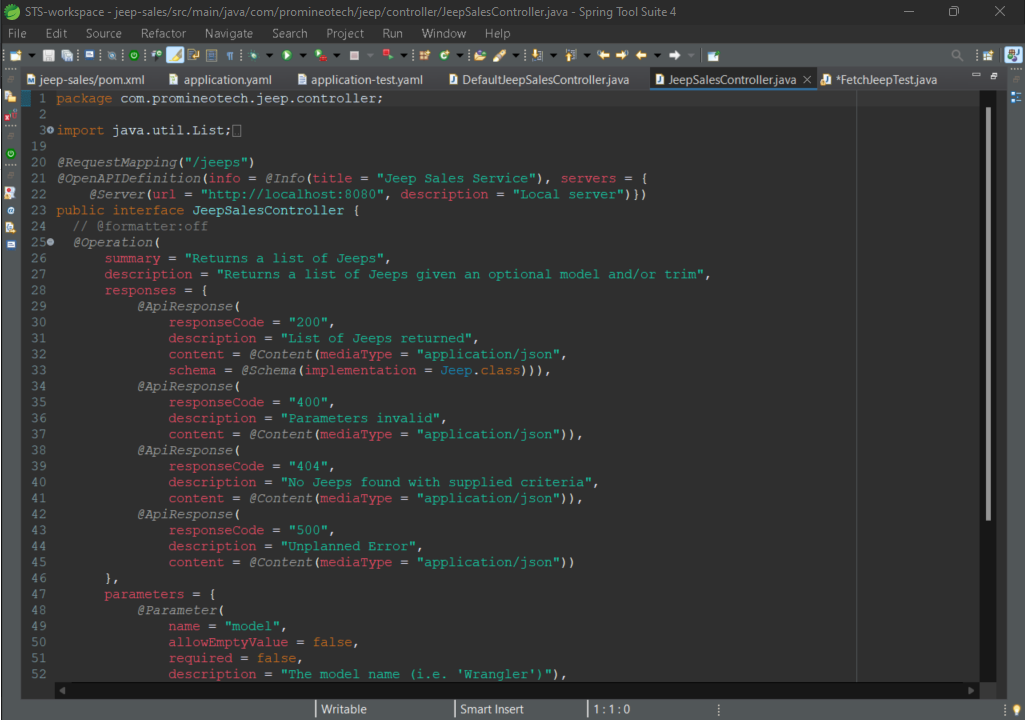 STS-workspace - jeep-sales/src/main/java/com/promineotech/jeep/controller/JeepSalesController.java - Spring Tool Suite 4
File Edit Source Refactor Navigate Search Project Run Window Help
jeep-sales/pom.xml application.yaml application-test.yaml DefaultJeepSalesController.java JeepSalesController.java *FetchJeepTest.java
1 package com.promineotech.jeep.controller;
2
3 import java.util.List;
19
20 @RequestMapping("/jeeps")
21 @OpenAPIDefinition(info = @Info(title = "Jeep Sales Service"), servers = {
22     @Server(url = "http://localhost:8080", description = "Local server")})
23 public interface JeepSalesController {
24   // @formatter:off
25   @Operation(
26       summary = "Returns a list of Jeeps",
27       description = "Returns a list of Jeeps given an optional model and/or trim",
28       responses = {
29           @ApiResponse(
30               responseCode = "200",
31               description = "List of Jeeps returned",
32               content = @Content(mediaType = "application/json",
33               schema = @Schema(implementation = Jeep.class))),
34           @ApiResponse(
35               responseCode = "400",
36               description = "Parameters invalid",
37               content = @Content(mediaType = "application/json")),
38           @ApiResponse(
39               responseCode = "404",
40               description = "No Jeeps found with supplied criteria",
41               content = @Content(mediaType = "application/json")),
42           @ApiResponse(
43               responseCode = "500",
44               description = "Unplanned Error",
45               content = @Content(mediaType = "application/json"))
46       },
47       parameters = {
48           @Parameter(
49               name = "model",
50               allowEmptyValue = false,
51               required = false,
52               description = "The model name (i.e. 'Wrangler')"),
Writable Smart Insert 1 : 1 : 0